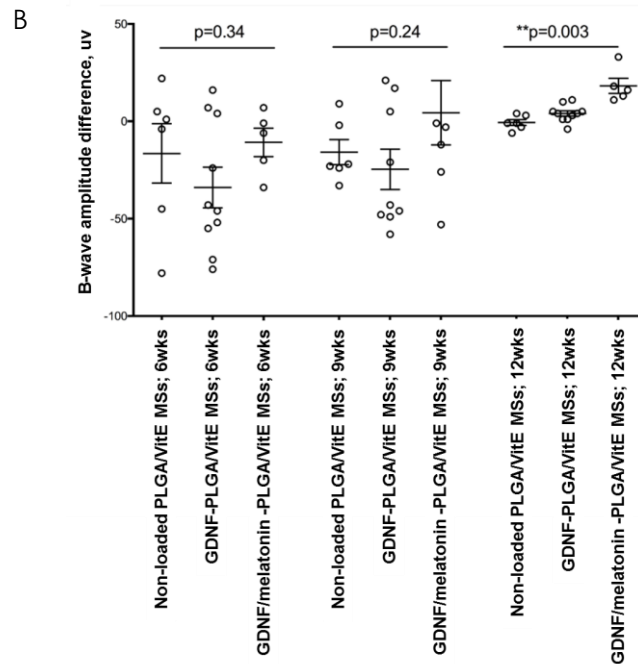 B
p=0.34
p=0.24
**p=0.003
B-wave amplitude difference, uv
50
0
-50
-100
Non-loaded PLGA/VitE MSs; 6wks
GDNF-PLGA/VitE MSs; 6wks
GDNF/melatonin -PLGA/VitE MSs; 6wks
Non-loaded PLGA/VitE MSs; 9wks
GDNF-PLGA/VitE MSs; 9wks
GDNF/melatonin -PLGA/VitE MSs; 9wks
Non-loaded PLGA/VitE MSs; 12wks
GDNF-PLGA/VitE MSs; 12wks
GDNF/melatonin -PLGA/VitE MSs; 12wks